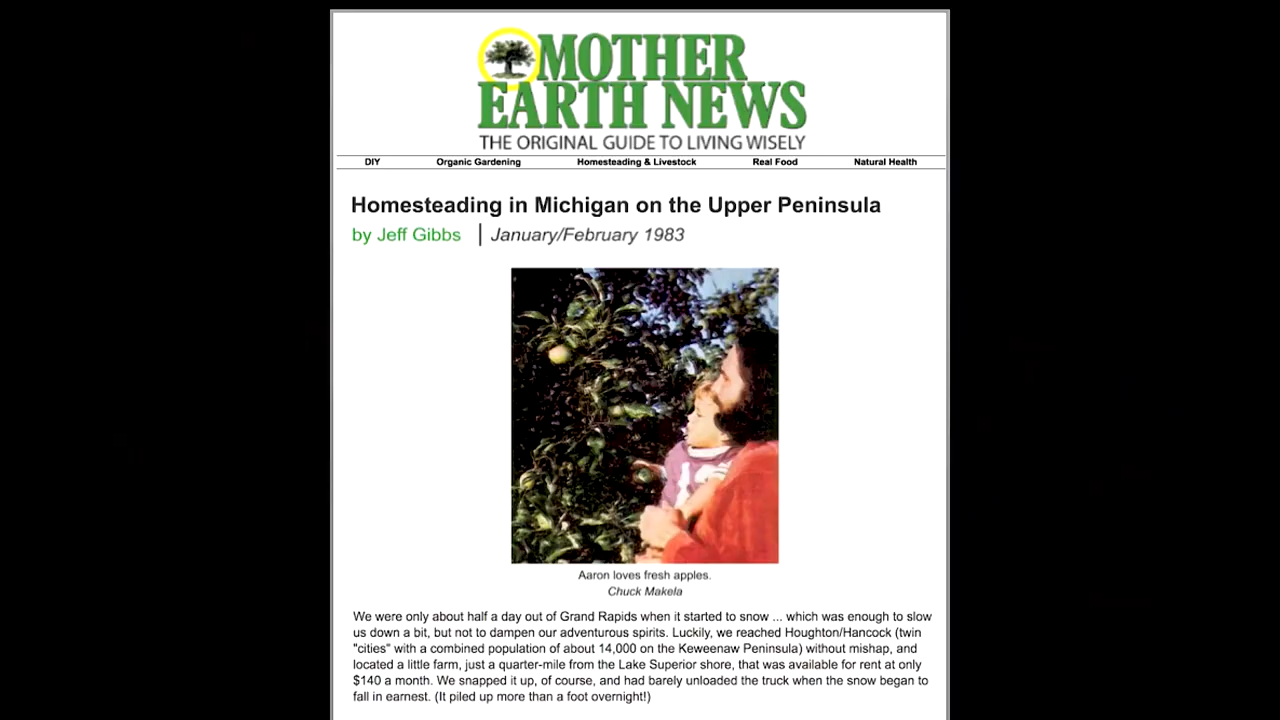 MOTHER
EARTH NEWS
THE ORIGINAL GUIDE TO LIVING WISELY
DIY Organic Gardening Homesteading & Livestock Real Food Natural Health
Homesteading in Michigan on the Upper Peninsula
by Jeff Gibbs | January/February 1983
Aaron loves fresh apples.
Chuck Makela
We were only about half a day out of Grand Rapids when it started to snow ... which was enough to slow
us down a bit, but not to dampen our adventurous spirits. Luckily, we reached Houghton/Hancock (twin
"cities" with a combined population of about 14,000 on the Keweenaw Peninsula) without mishap, and
located a little farm, just a quarter-mile from the Lake Superior shore, that was available for rent at only
$140 a month. We snapped it up, of course, and had barely unloaded the truck when the snow began to
fall in earnest. (It piled up more than a foot overnight!)